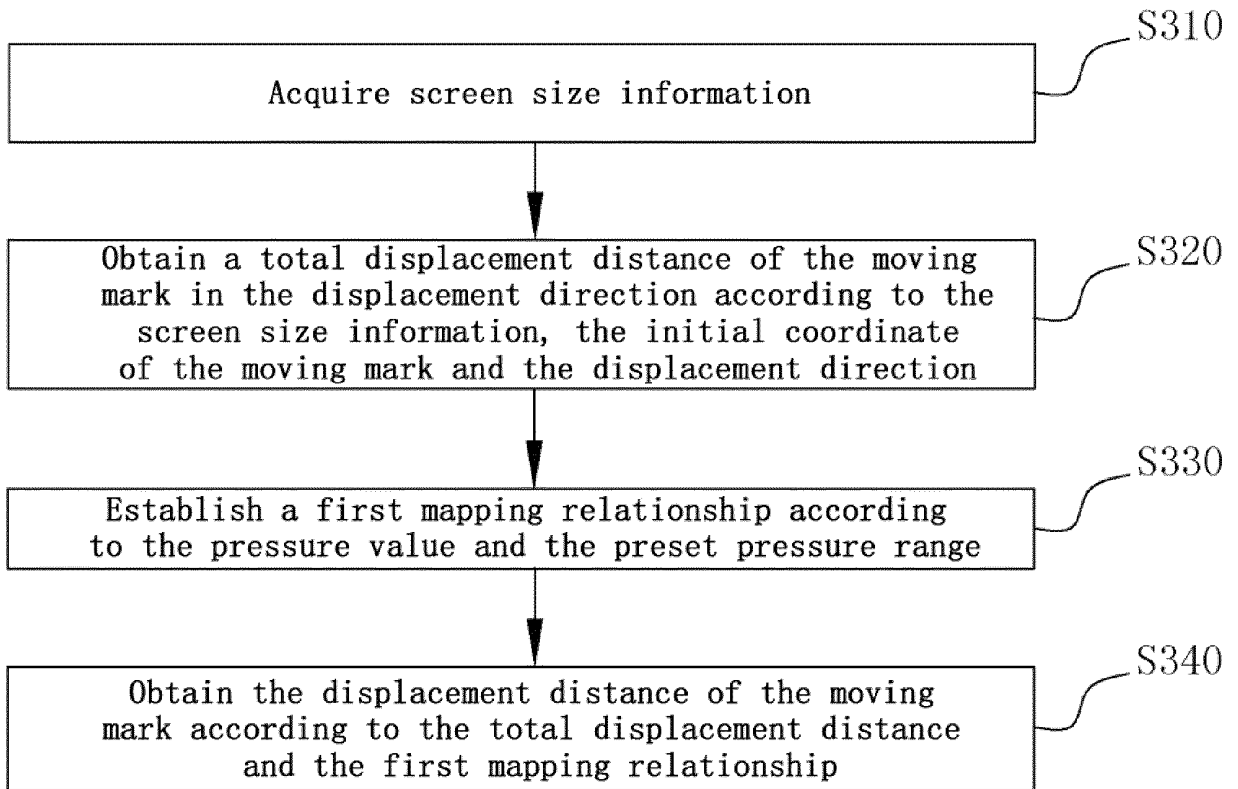 S310
Acquire screen size information
S320
Obtain a total displacement distance of the moving
mark in the displacement direction according to the
screen size information, the initial coordinate
of the moving mark and the displacement direction
S330
Establish a first mapping relationship according
to the pressure value and the preset pressure range
S340
Obtain the displacement distance of the moving
mark according to the total displacement distance
and the first mapping relationship